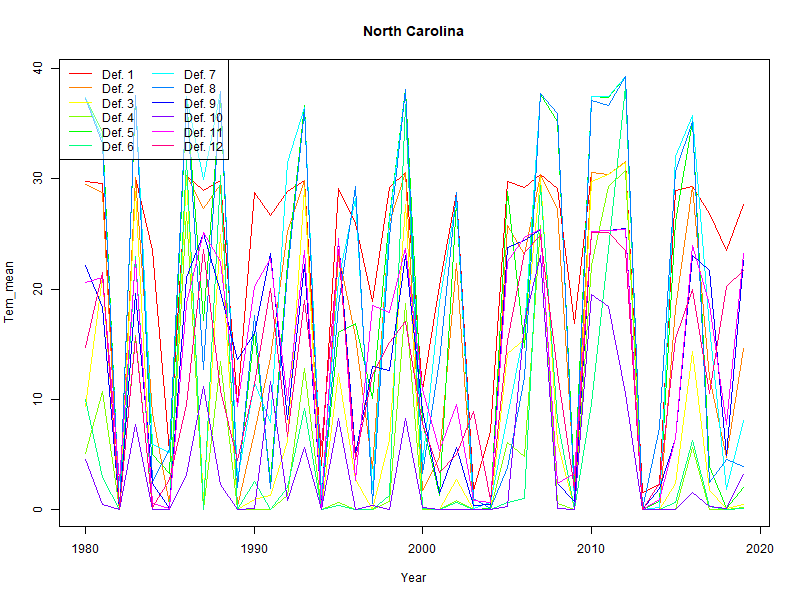 North Carolina
Def. 1 Def. 7
Def. 2 Def. 8
Def. 3 Def. 9
Def. 4 Def. 10
Def. 5 Def. 11
Def. 6 Def. 12
Tem_mean
40
30
20
10
0
1980 1990 2000 2010 2020
Year